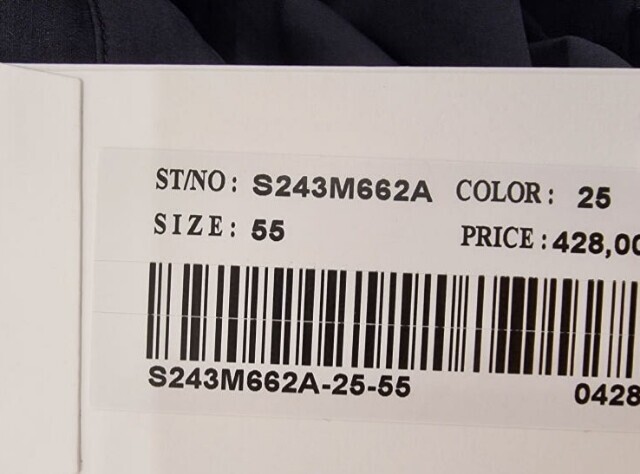 ST/NO: S243M662A COLOR: 25
SIZE: 55 PRICE: 428,00
S243M662A-25-55 0428